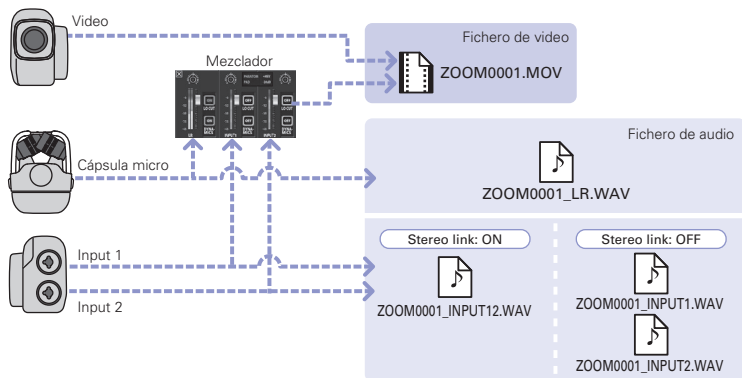 Video
Fichero de video
ZOOM0001.MOV
Mezclador
Fichero de audio
Cápsula micro
ZOOM0001_LR.WAV
Input 1
Input 2
Stereo link: ON
ZOOM0001_INPUT12.WAV
Stereo link: OFF
ZOOM0001_INPUT1.WAV
ZOOM0001_INPUT2.WAV